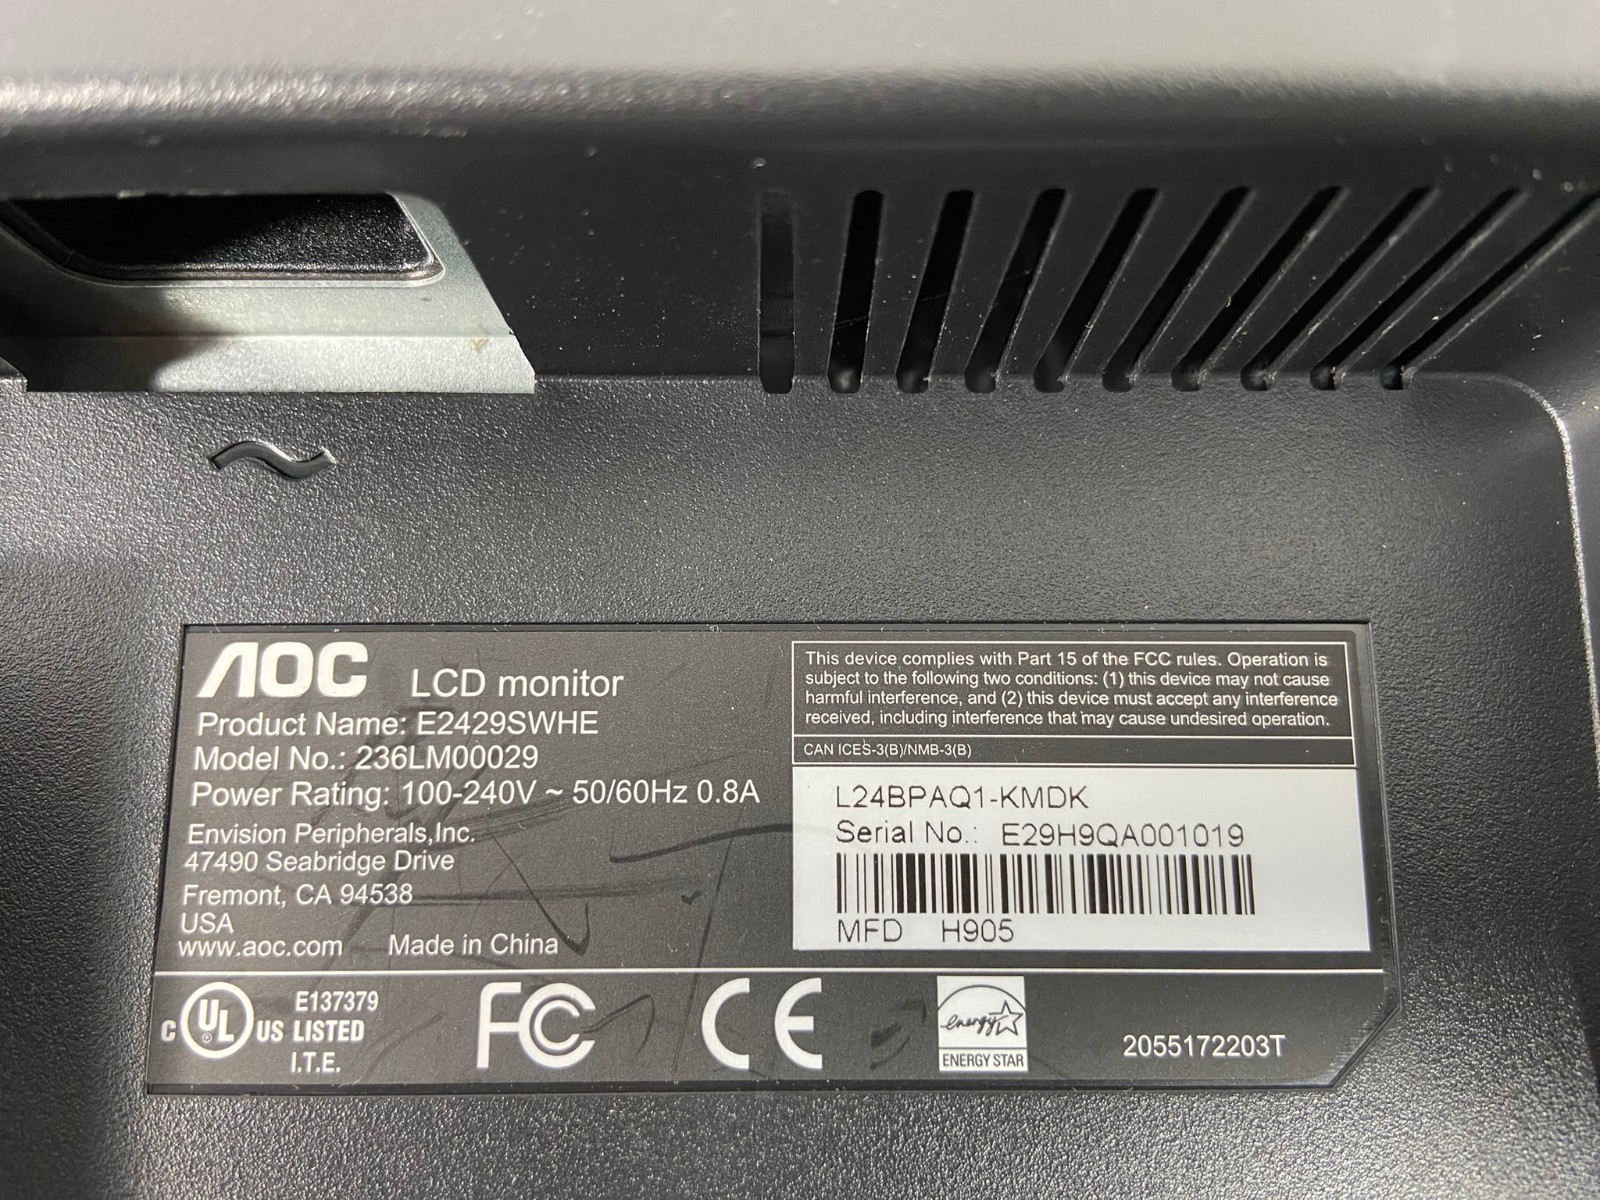 AOC LCD monitor
Product Name: E2429SWHE
Model No.: 236LM00029
Power Rating: 100-240V ~ 50/60Hz 0.8A
Envision Peripherals,Inc.
47490 Seabridge Drive
Fremont, CA 94538
USA
www.aoc.com Made in China
This device complies with Part 15 of the FCC rules. Operation is
subject to the following two conditions: (1) this device may not cause
harmful interference, and (2) this device must accept any interference
received, including interference that may cause undesired operation.
CAN ICES-3(B)/NMB-3(B)
L24BPAQ1-KMDK
Serial No.: E29H9QA001019
MFD H905
C UL US E137379
LISTED
I.T.E.
FC
CE
energy
ENERGY STAR
2055172203T